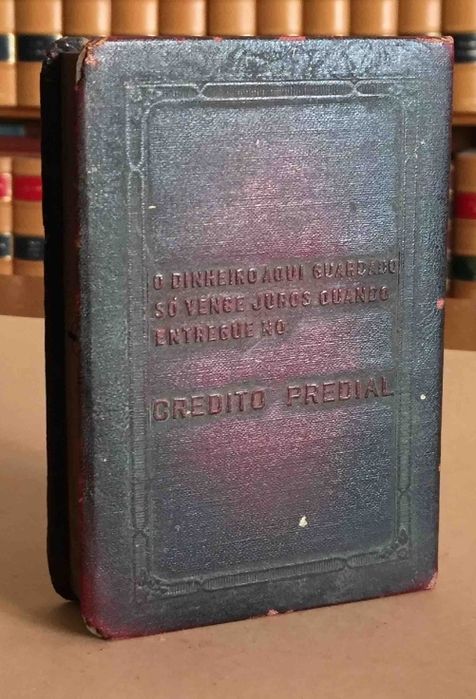 O DINHEIRO AQUI GUARDADO
SÓ VENCE JUROS QUANDO
ENTREGUE NO
CREDITO PREDIAL